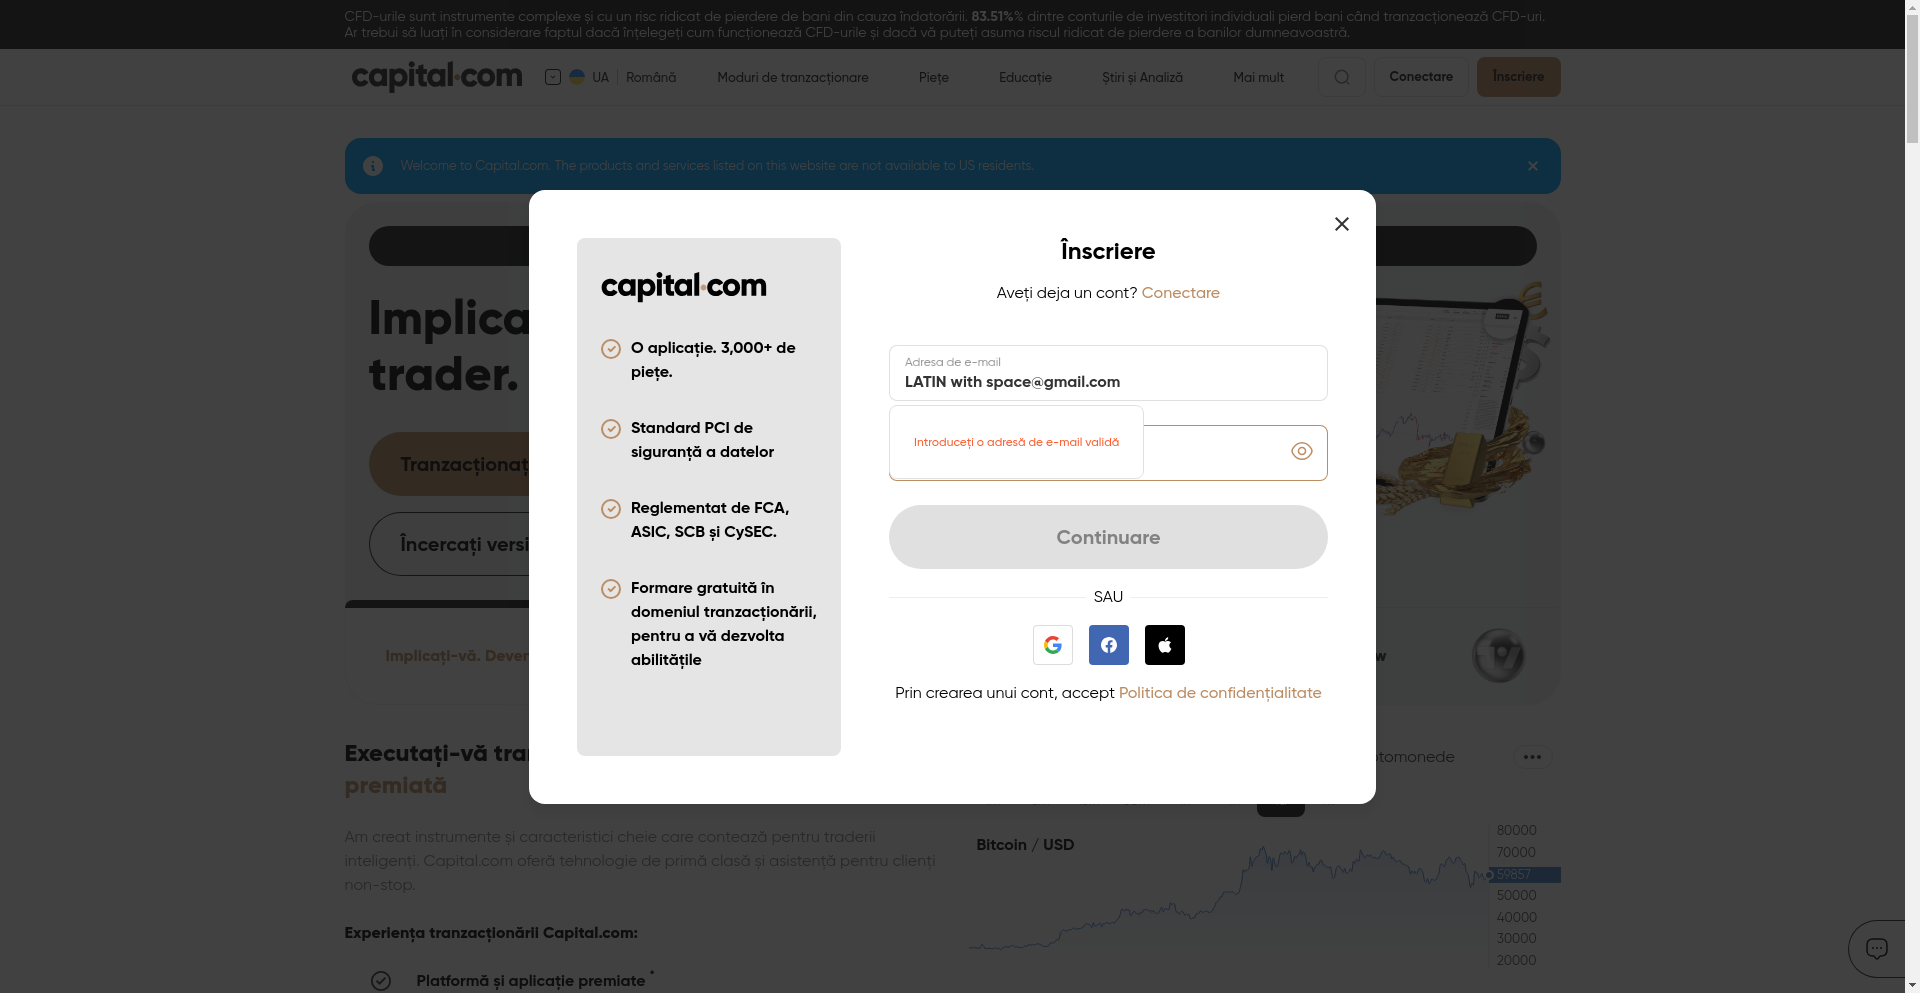 CFD-urile sunt instrumente complexe și cu un risc ridicat de pierdere de bani din cauza îndatorării. 83.51%% dintre conturile de investitori individuali pierd bani când tranzacționează CFD-uri.
Ar trebui să luați în considerare faptul dacă înțelegeți cum funcționează CFD-urile și dacă vă puteți asuma riscul ridicat de pierdere a banilor dumneavoastră.
capital.com UA Română Moduri de tranzacționare Piețe Educație Știri și Analiză Mai mult Conectare Înscriere
Welcome to Capital.com. The products and services listed on this website are not available to US residents.
Înscriere
Aveți deja un cont? Conectare
capital.com
O aplicație. 3,000+ de
piețe.
Standard PCI de
siguranță a datelor
Reglementat de FCA,
ASIC, SCB și CySEC.
Formare gratuită în
domeniul tranzacționării,
pentru a vă dezvolta
abilitățile
Adresa de e-mail
LATIN with space@gmail.com
Introduceți o adresă de e-mail validă
Continuare
SAU
Prin crearea unui cont, accept Politica de confidențialitate
trader.
Executați-vă
premiată
Am creat instrumente și caracteristici cheie care contează pentru traderii
inteligenți. Capital.com oferă tehnologie de primă clasă și asistență pentru clienți
non-stop.
Experiența tranzacționării Capital.com:
Platformă și aplicație premiate *
Bitcoin / USD
80000
70000
59857
50000
40000
30000
20000